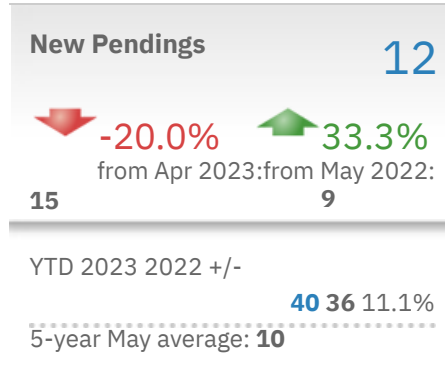 New Pendings
12
-20.0% 33.3%
from Apr 2023:from May 2022:
15 9
YTD 2023 2022 +/-
40 36 11.1%
5-year May average: 10